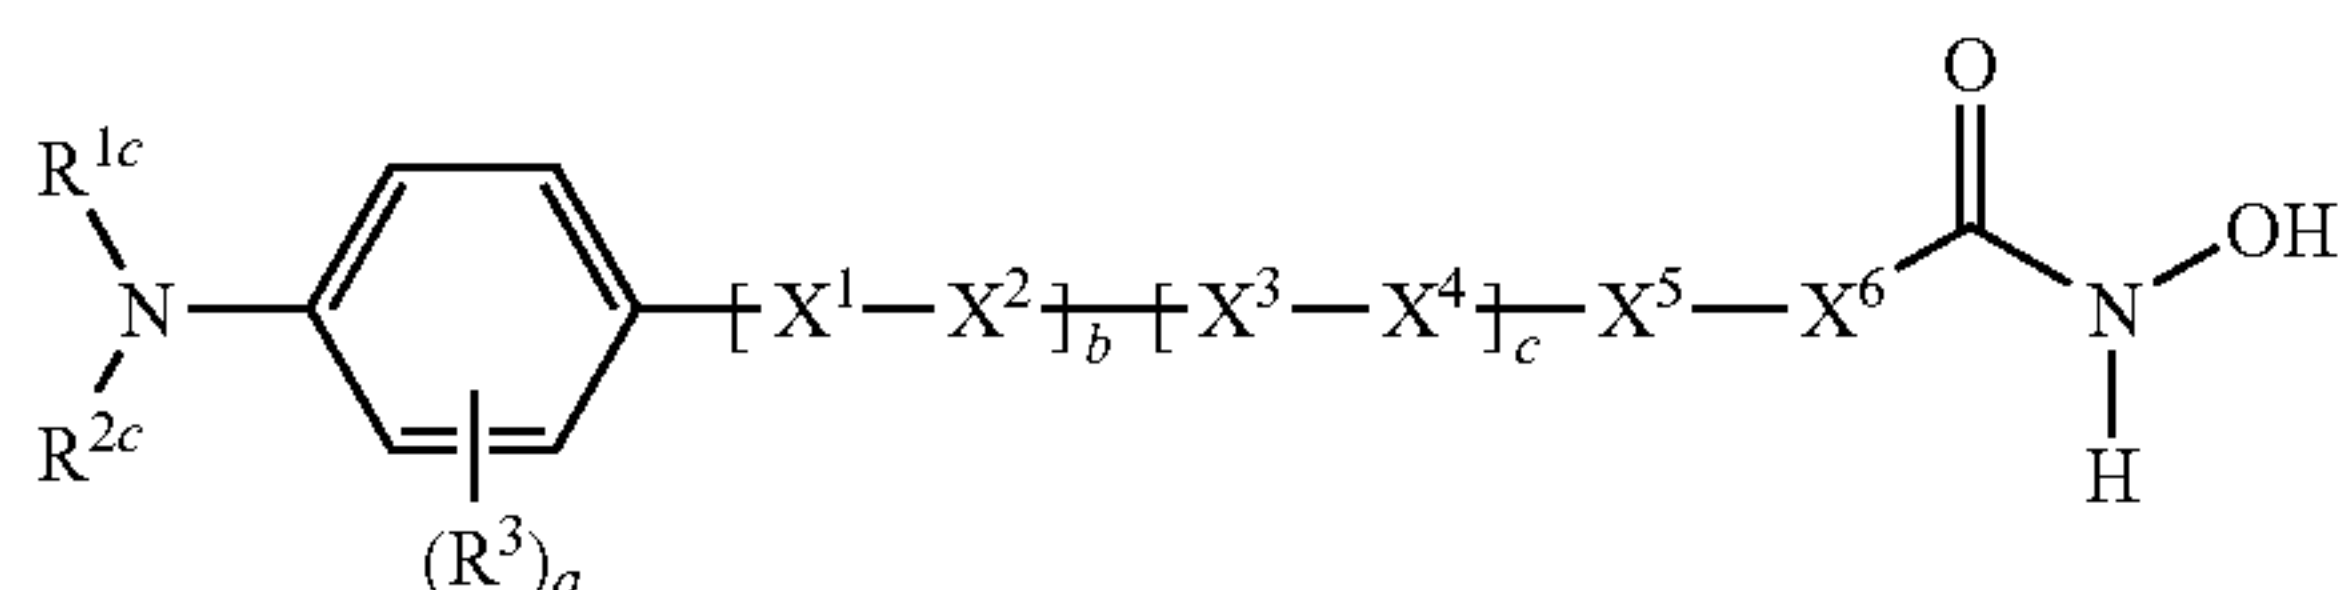 O
R¹ᶜ
OH
N [ X¹ X² ]b [ X³ X⁴ ]c X⁵ X⁶ N
R²ᶜ
H
(R³)a